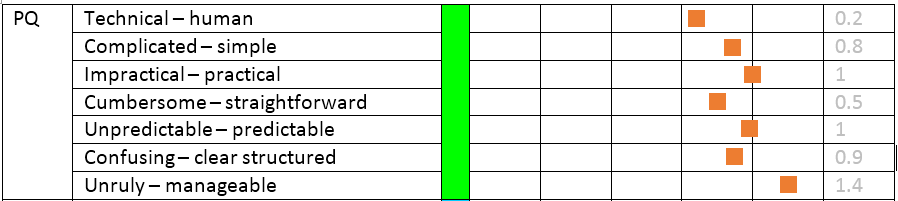 PQ Technical – human 0.2
Complicated – simple 0.8
Impractical – practical 1
Cumbersome – straightforward 0.5
Unpredictable – predictable 1
Confusing – clear structured 0.9
Unruly – manageable 1.4